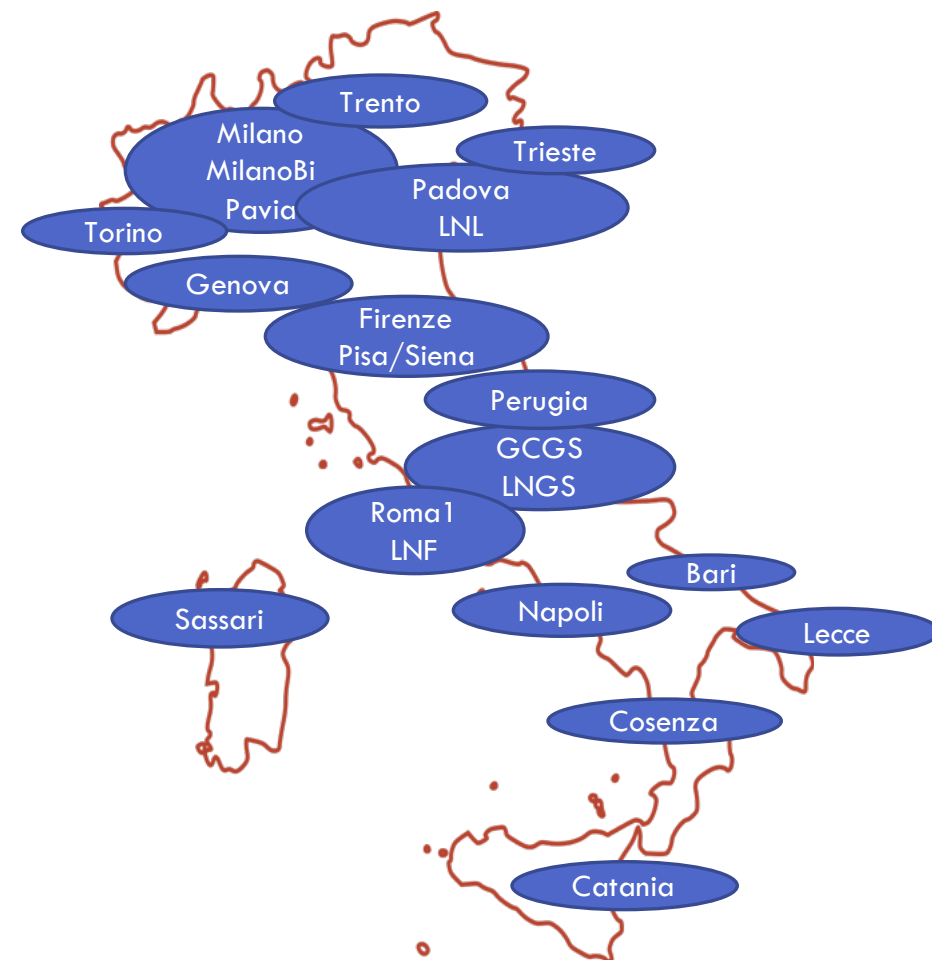 Trento
Milano
MilanoBi
Pavia
Trieste
Padova
LNL
Torino
Genova
Firenze
Pisa/Siena
Perugia
GCGS
LNGS
Roma1
LNF
Bari
Sassari
Napoli
Lecce
Cosenza
Catania